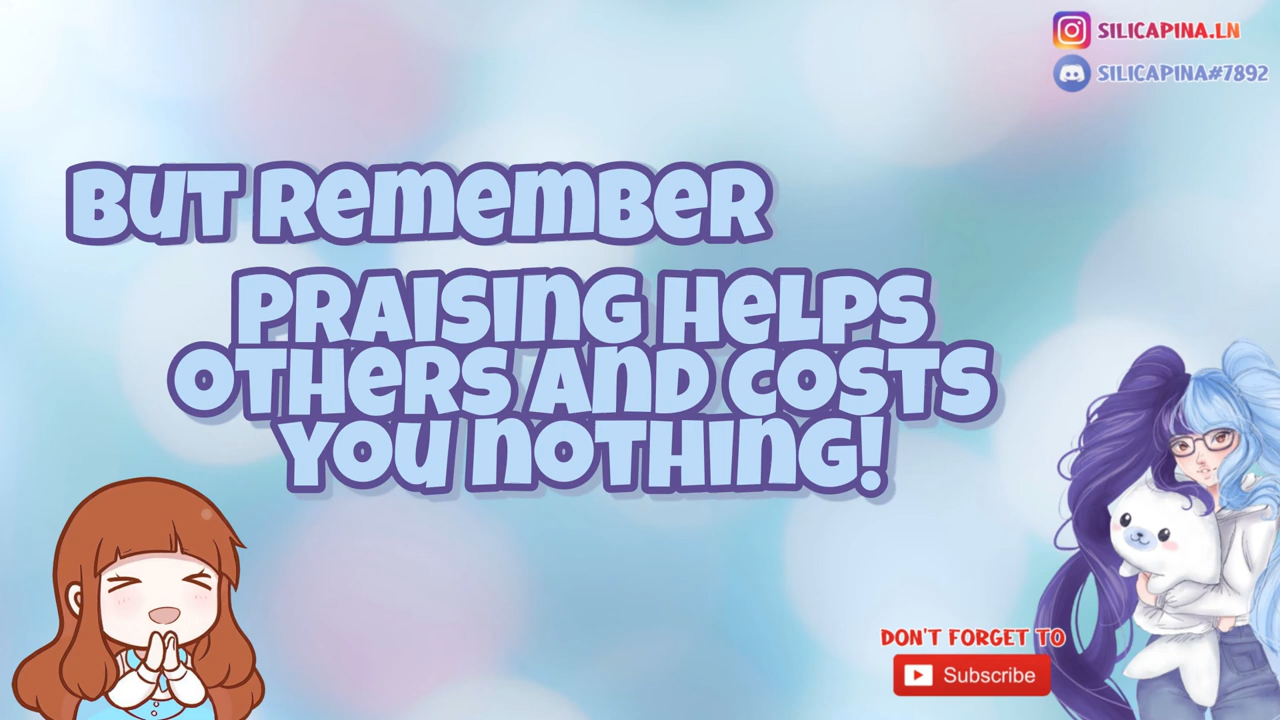 SILICAPINA.LN
SILICAPINA#7892
BUT REMEMBER
PRAISING HELPS
OTHERS AND COSTS
YOU NOTHING!
DON'T FORGET TO
Subscribe